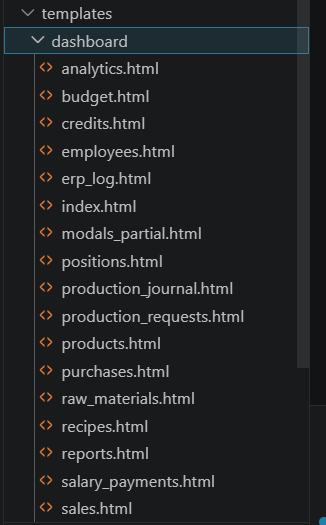 templates
dashboard
analytics.html
budget.html
credits.html
employees.html
erp_log.html
index.html
modals_partial.html
positions.html
production_journal.html
production_requests.html
products.html
purchases.html
raw_materials.html
recipes.html
reports.html
salary_payments.html
sales.html